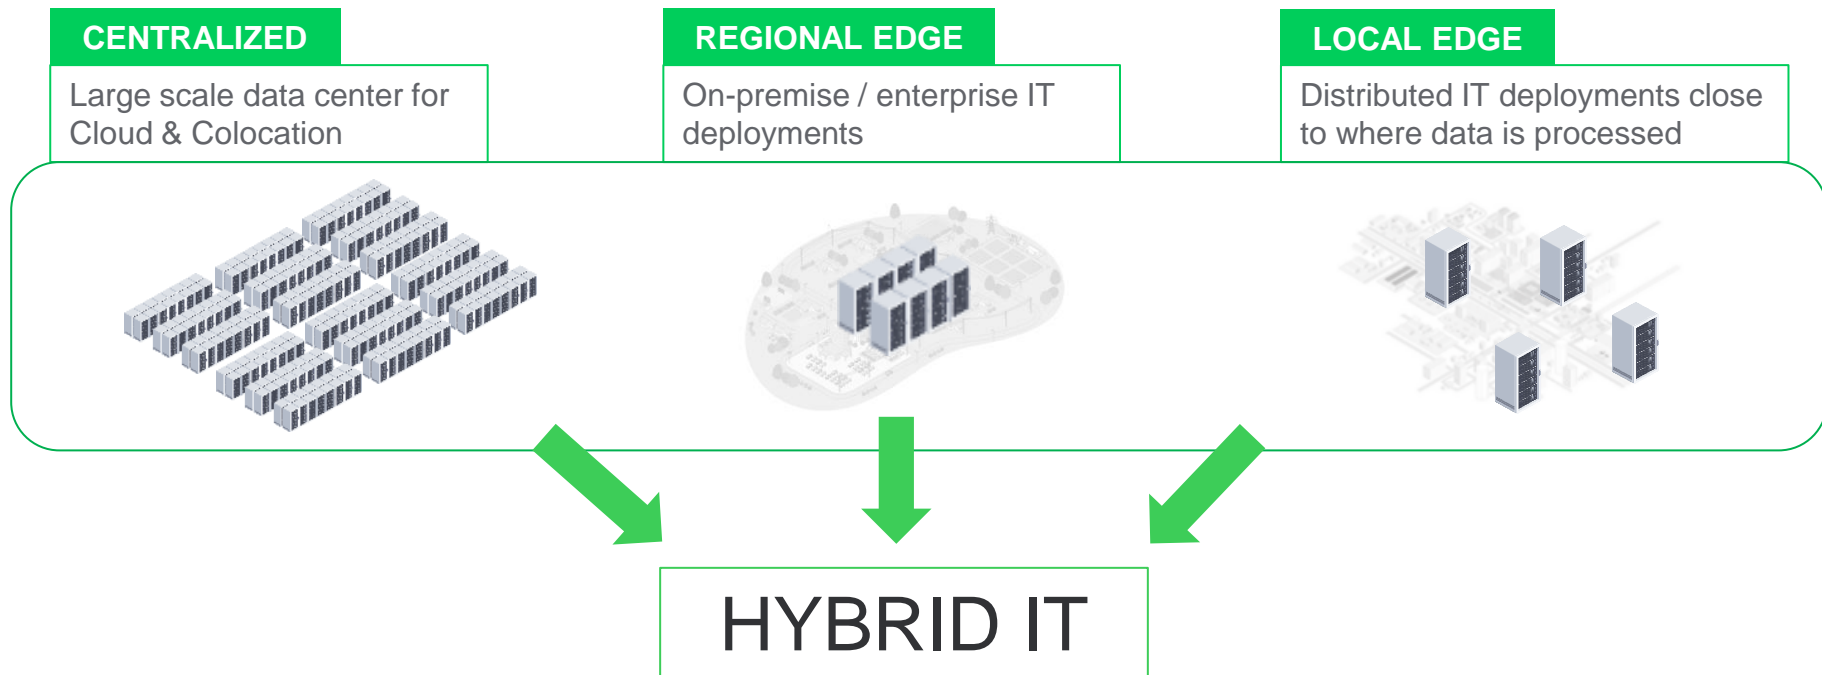 CENTRALIZED
Large scale data center for
Cloud & Colocation
REGIONAL EDGE
On-premise / enterprise IT
deployments
LOCAL EDGE
Distributed IT deployments close
to where data is processed
HYBRID IT